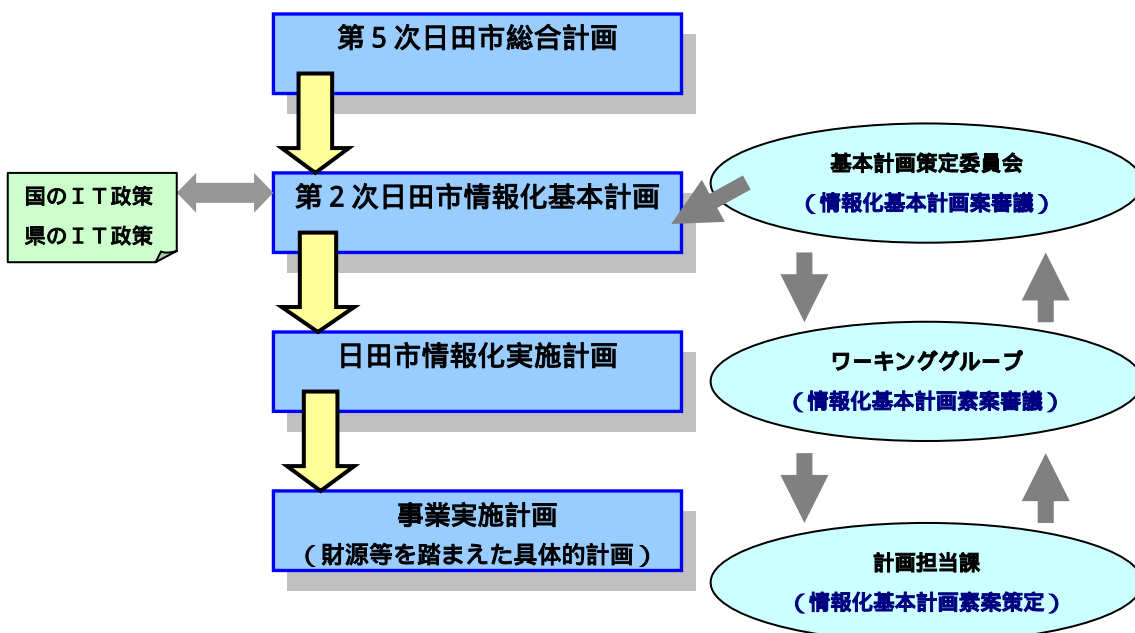 第５次日田市総合計画
国のＩＴ政策
県のＩＴ政策
第２次日田市情報化基本計画
基本計画策定委員会
（情報化基本計画案審議）
日田市情報化実施計画
ワーキンググループ
（情報化基本計画素案審議）
事業実施計画
（財源等を踏まえた具体的計画）
計画担当課
（情報化基本計画素案策定）